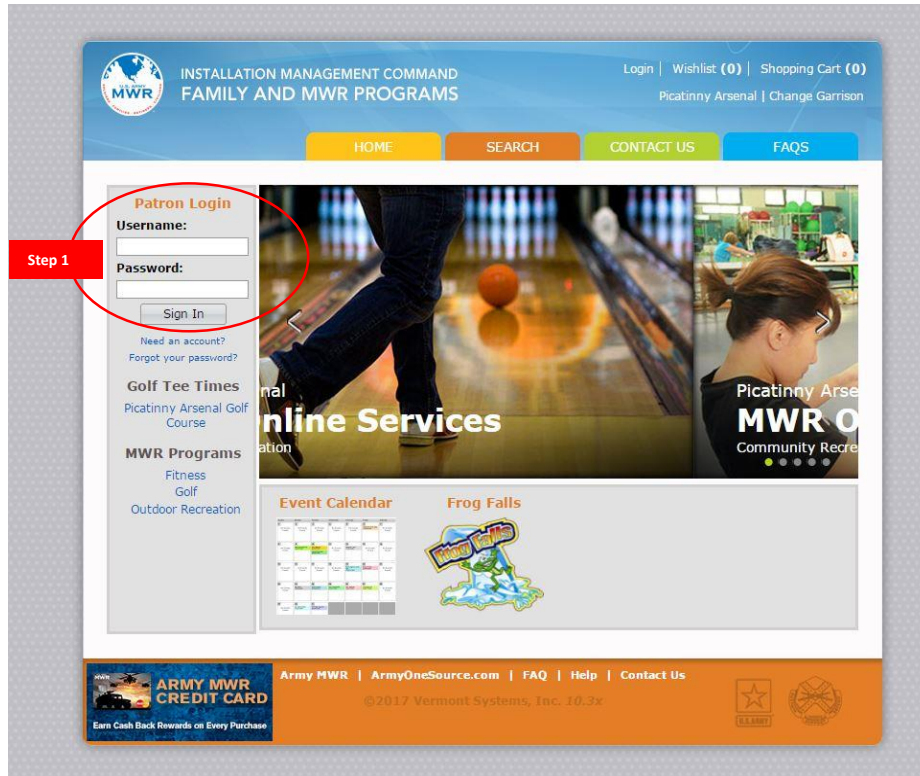 INSTALLATION MANAGEMENT COMMAND
FAMILY AND MWR PROGRAMS
U.S. ARMY
MWR
Login | Wishlist (0) | Shopping Cart (0)
Picatinny Arsenal | Change Garrison
HOME
SEARCH
CONTACT US
FAQS
Step 1
Patron Login
Username:
Password:
Sign In
Need an account?
Forgot your password?
Golf Tee Times
Picatinny Arsenal Golf
Course
MWR Programs
Fitness
Golf
Outdoor Recreation
nal
nline Services
ation
Picatinny Arse
MWR O
Community Recre
Event Calendar
Frog Falls
Frog Falls
MWR
ARMY MWR
CREDIT CARD
Earn Cash Back Rewards on Every Purchase
Army MWR | ArmyOneSource.com | FAQ | Help | Contact Us
©2017 Vermont Systems, Inc. 10.3x
U.S.ARMY